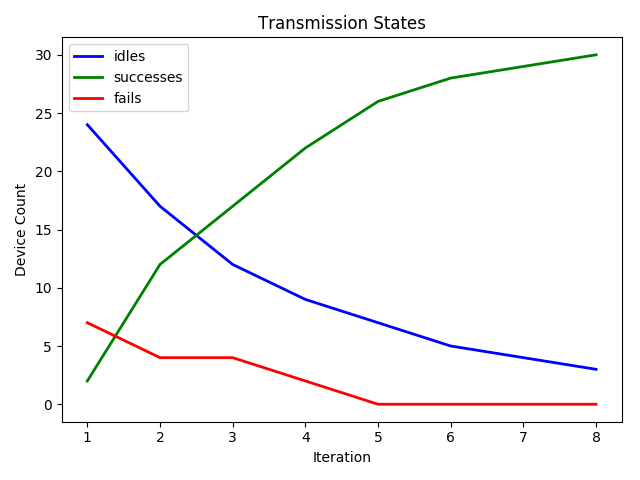 Transmission States
idles
successes
fails
30
25
20
15
10
5
0
Device Count
1 2 3 4 5 6 7 8
Iteration